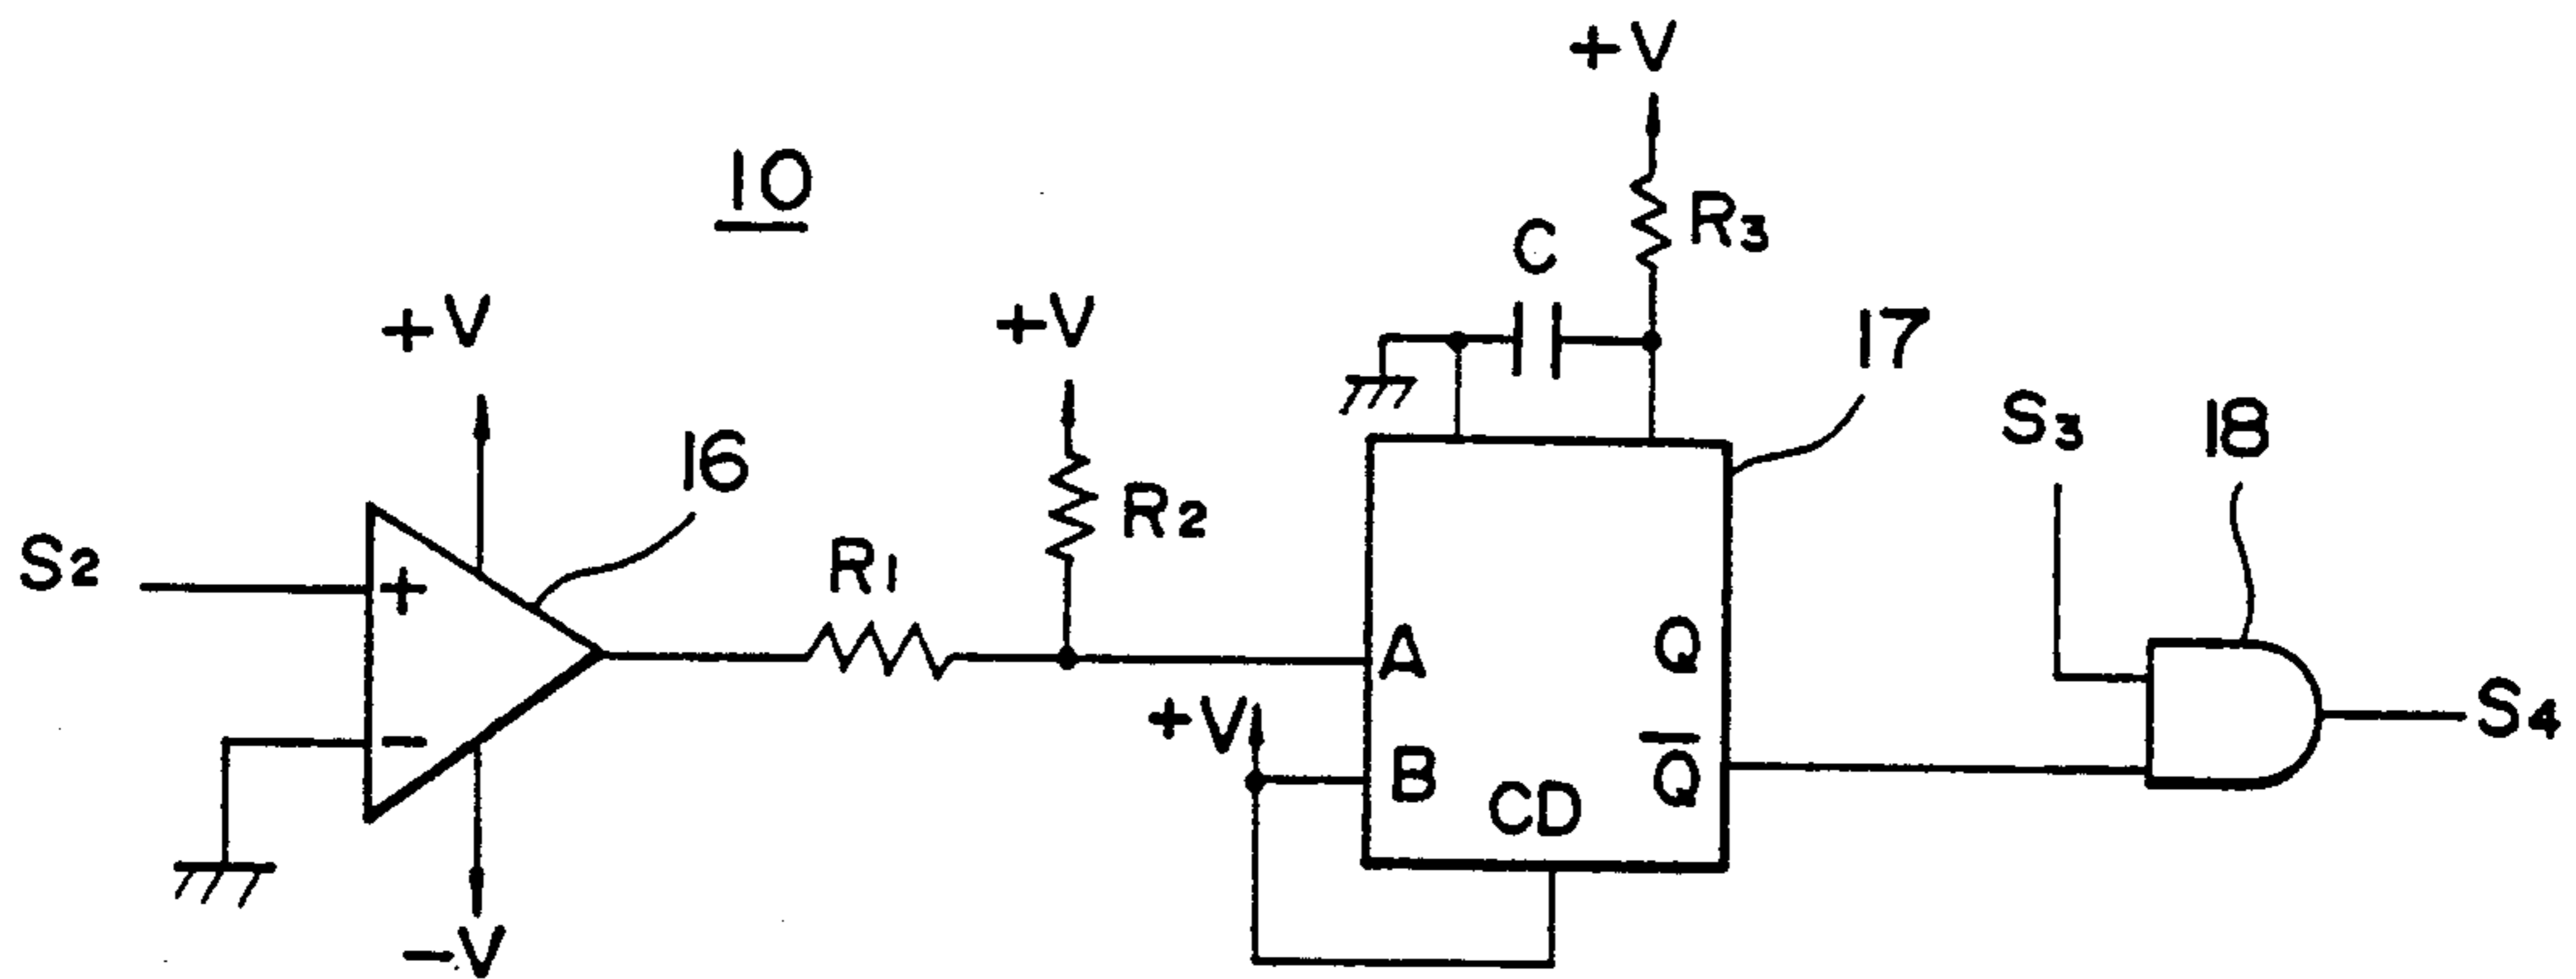 +V
10
R3
C
+V
+V
17
S3
18
16
R2
S2
R1
+
A
Q
+V
S4
-
B
Q̅
CD
-V